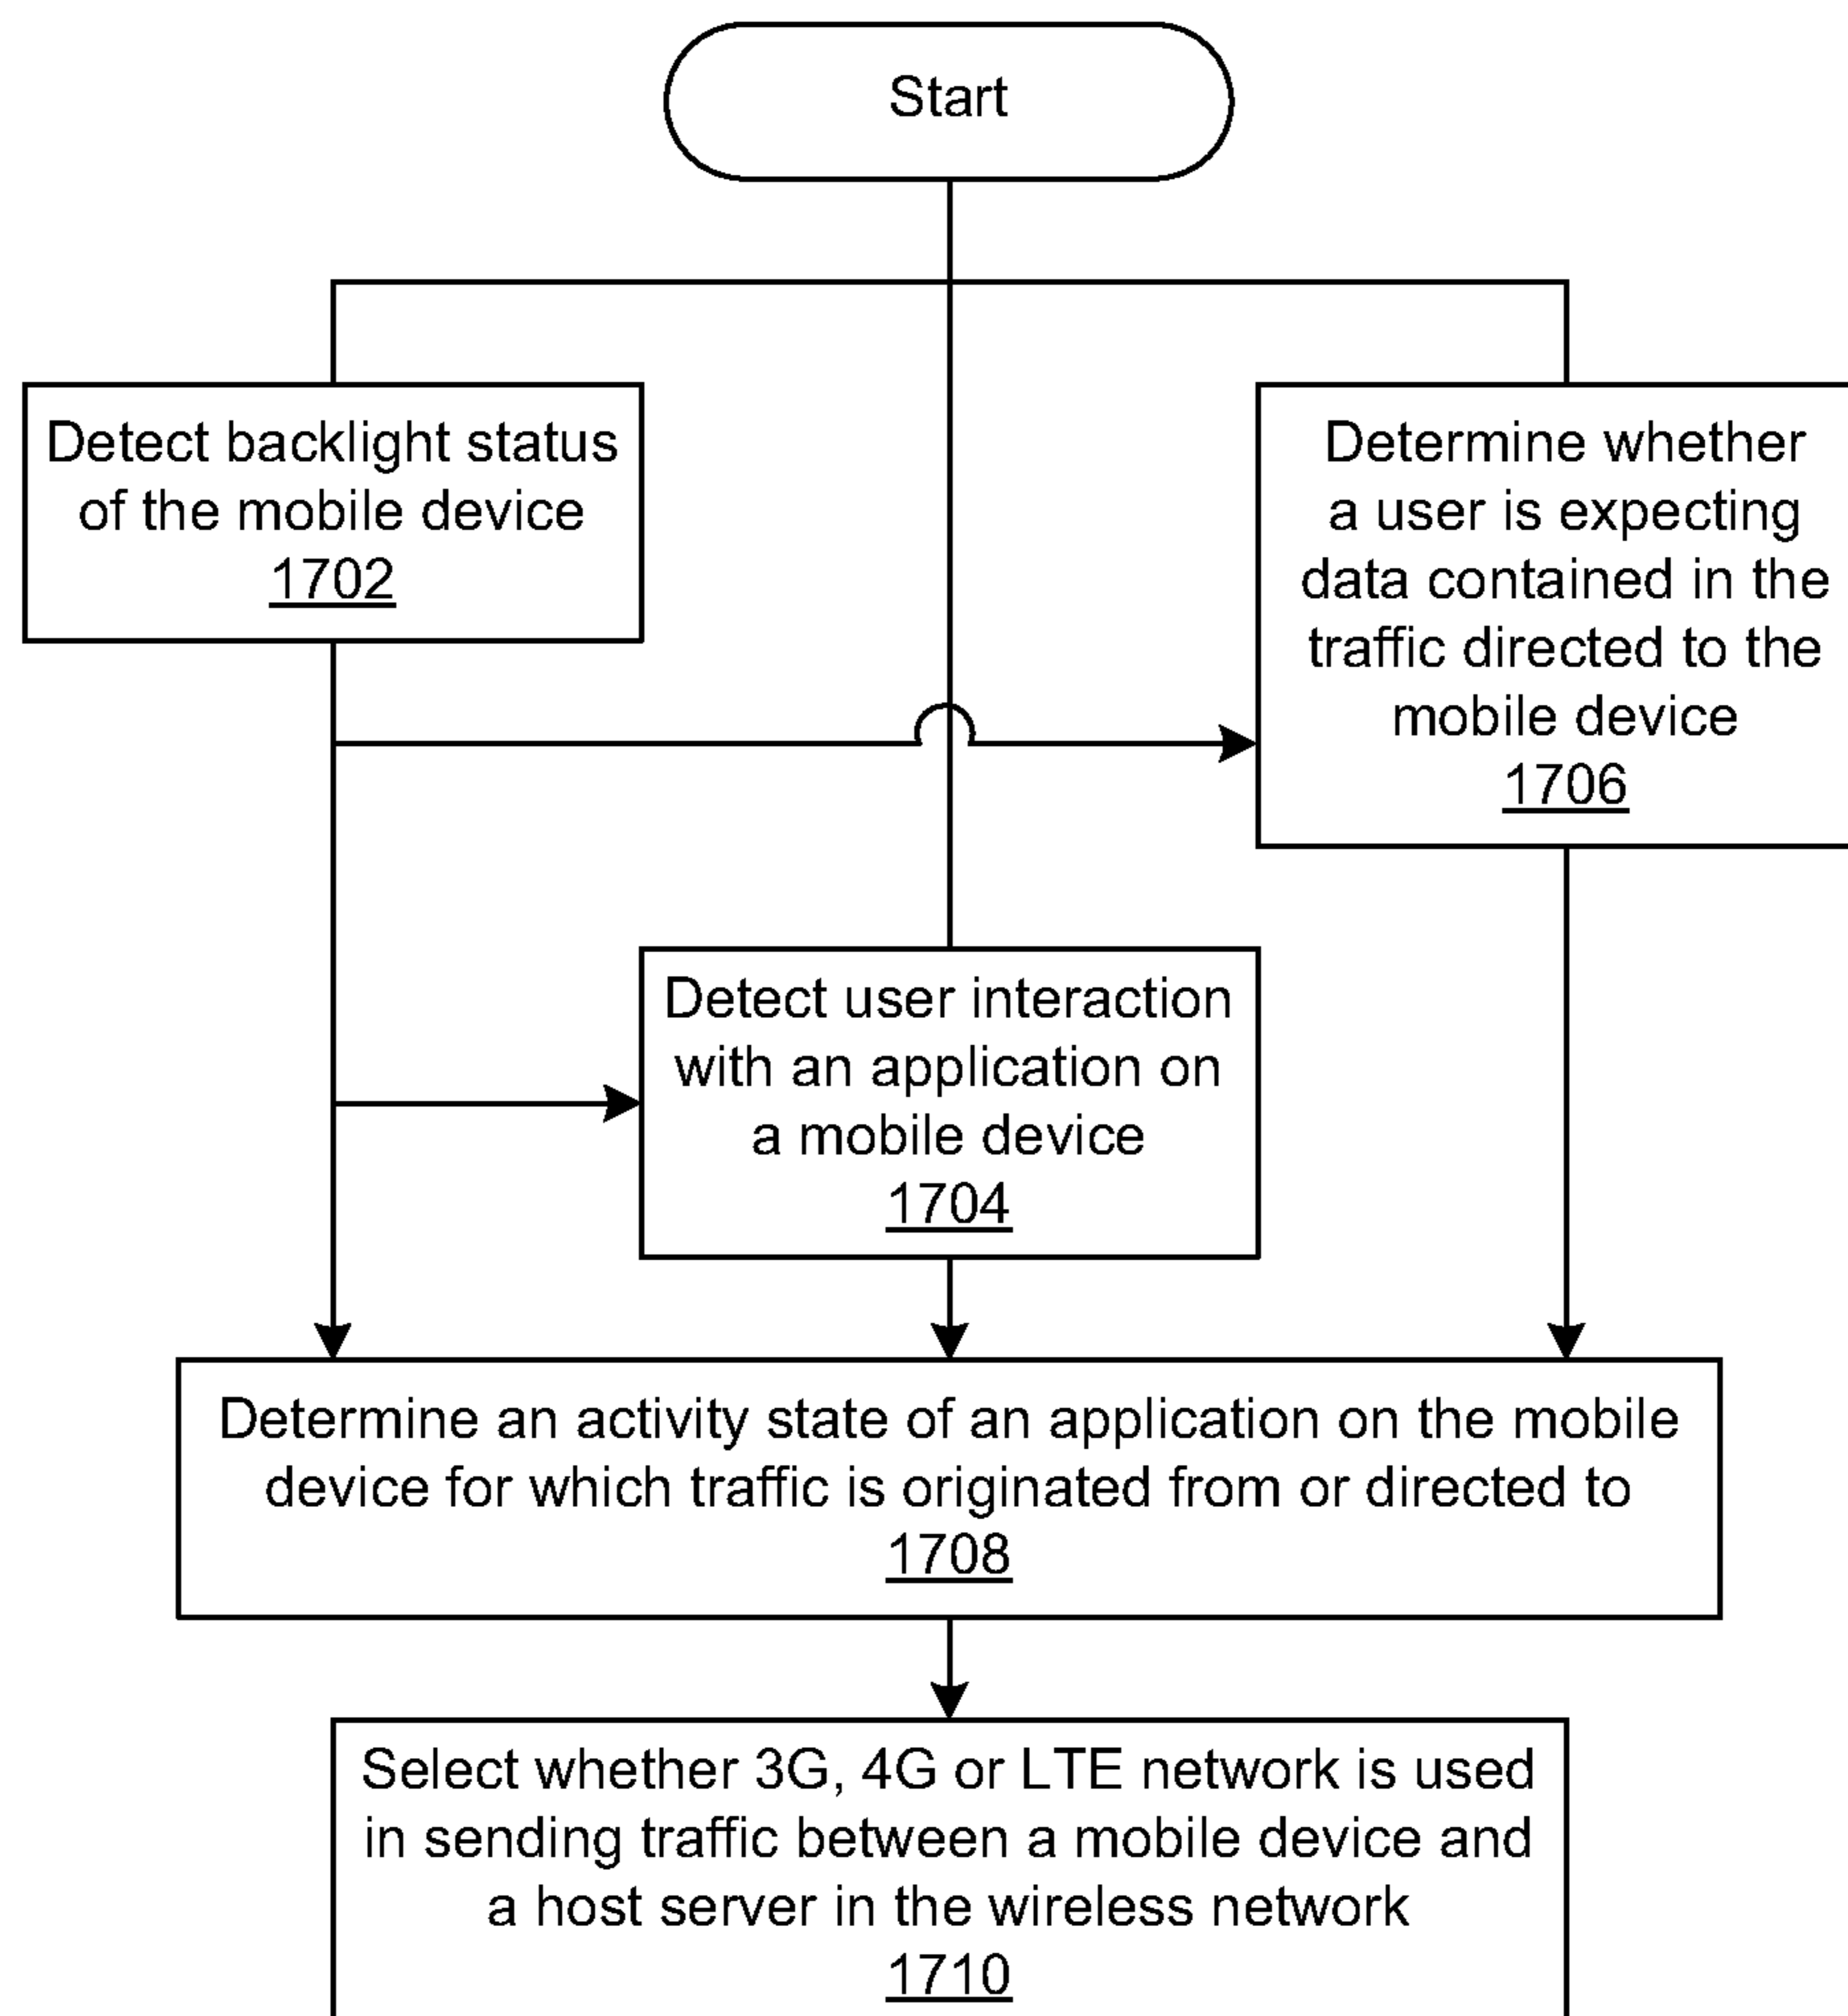 Start
Detect backlight status
of the mobile device
1702
Determine whether
a user is expecting
data contained in the
traffic directed to the
mobile device
1706
Detect user interaction
with an application on
a mobile device
1704
Determine an activity state of an application on the mobile
device for which traffic is originated from or directed to
1708
Select whether 3G, 4G or LTE network is used
in sending traffic between a mobile device and
a host server in the wireless network
1710